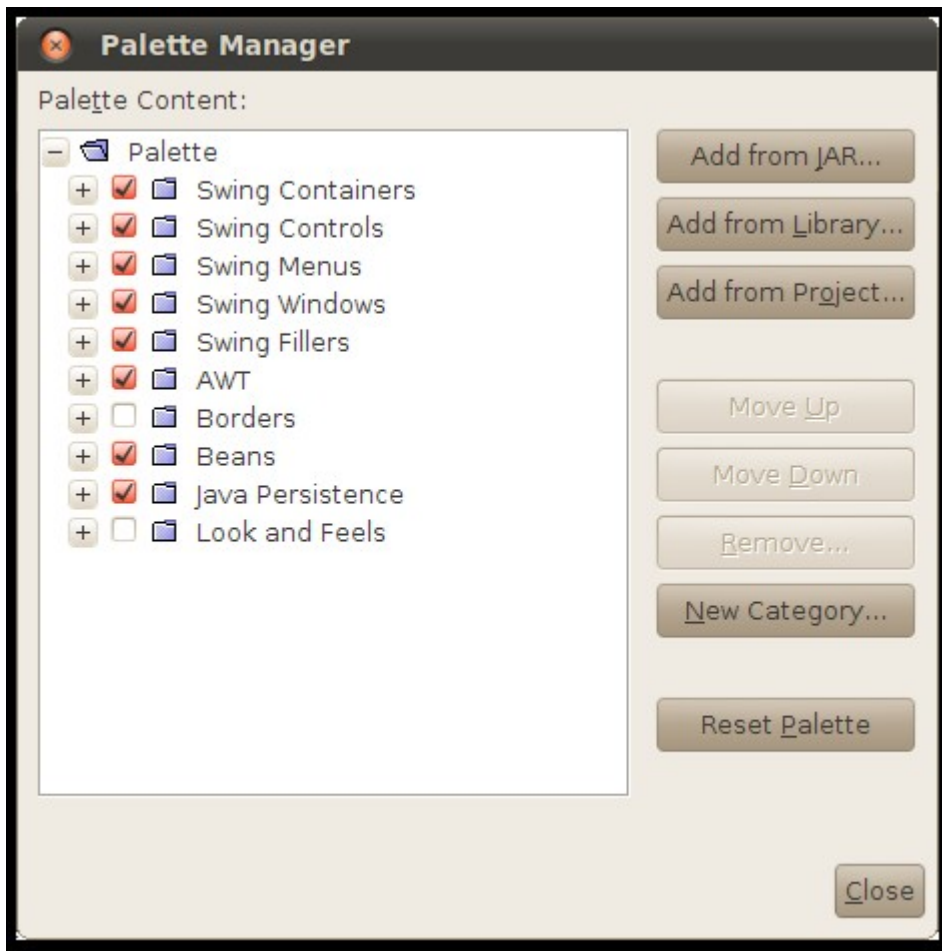 Palette Manager
Palette Content:
Palette
Swing Containers
Swing Controls
Swing Menus
Swing Windows
Swing Fillers
AWT
Borders
Beans
Java Persistence
Look and Feels
Add from JAR...
Add from Library...
Add from Project...
Move Up
Move Down
Remove...
New Category...
Reset Palette
Close